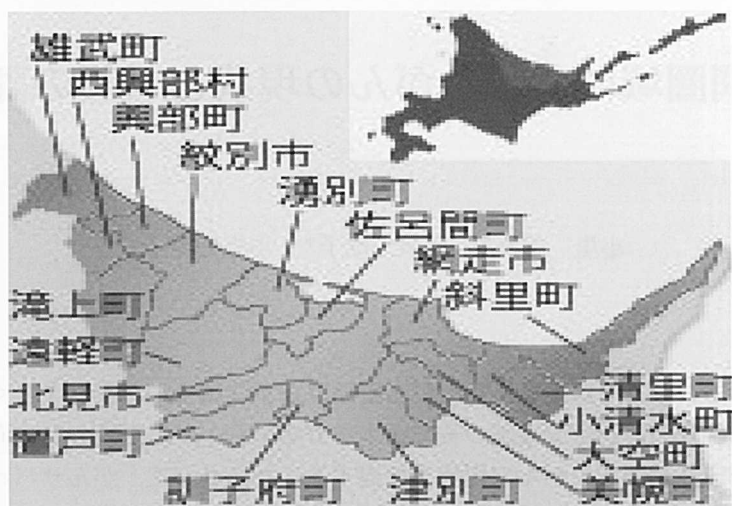 雄武町
西興部村
興部町
紋別市
湧別町
佐呂間町
網走市
斜里町
滝上町
遠軽町
北見市
置戸町
訓子府町
津別町
美幌町
大空町
小清水町
清里町